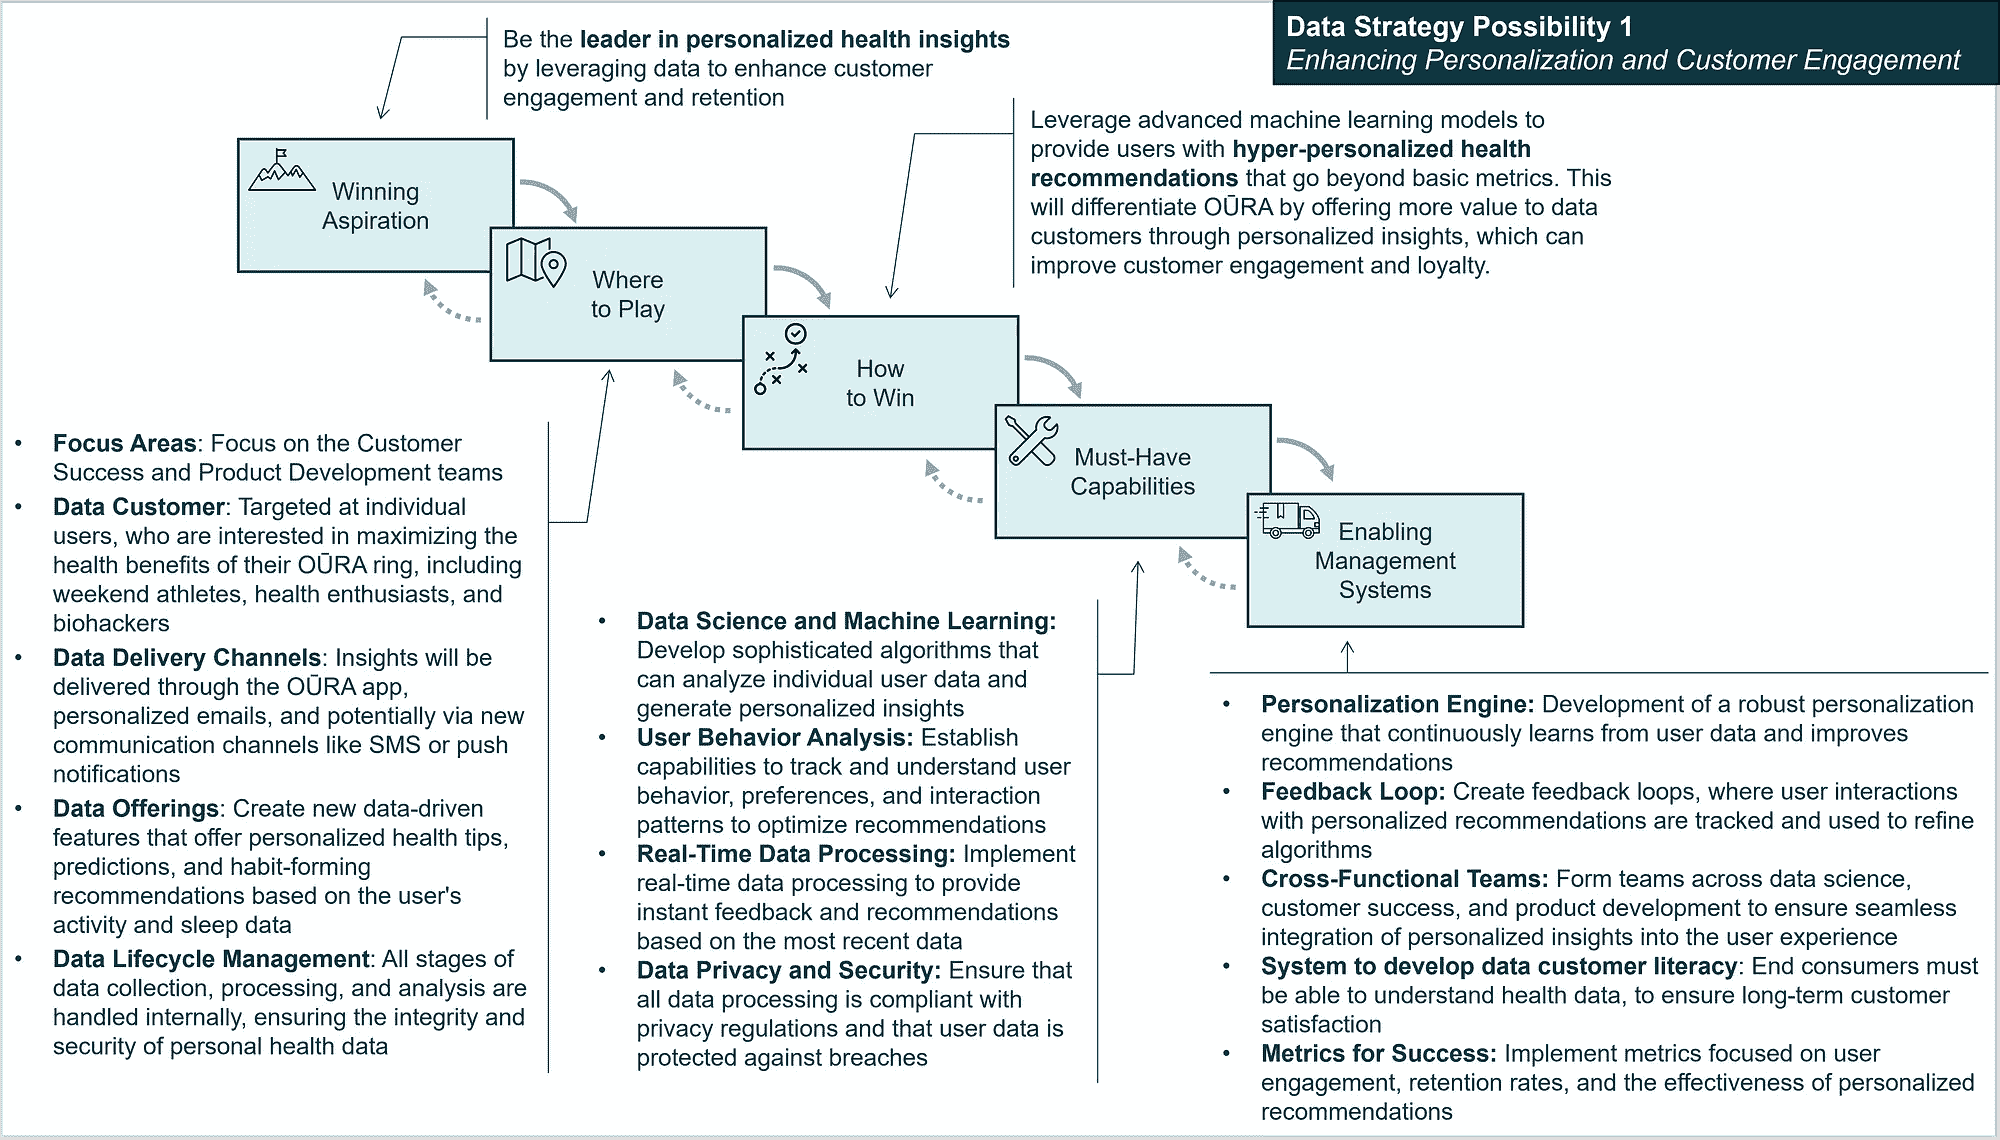 Data Strategy Possibility 1
Enhancing Personalization and Customer Engagement
Be the leader in personalized health insights
by leveraging data to enhance customer
engagement and retention
Leverage advanced machine learning models to
provide users with hyper-personalized health
recommendations that go beyond basic metrics. This
will differentiate OŪRA by offering more value to data
customers through personalized insights, which can
improve customer engagement and loyalty.
Winning
Aspiration
Where
to Play
How
to Win
Must-Have
Capabilities
Enabling
Management
Systems
• Focus Areas: Focus on the Customer
Success and Product Development teams
• Data Customer: Targeted at individual
users, who are interested in maximizing the
health benefits of their OŪRA ring, including
weekend athletes, health enthusiasts, and
biohackers
• Data Delivery Channels: Insights will be
delivered through the OŪRA app,
personalized emails, and potentially via new
communication channels like SMS or push
notifications
• Data Offerings: Create new data-driven
features that offer personalized health tips,
predictions, and habit-forming
recommendations based on the user's
activity and sleep data
• Data Lifecycle Management: All stages of
data collection, processing, and analysis are
handled internally, ensuring the integrity and
security of personal health data
• Data Science and Machine Learning:
Develop sophisticated algorithms that
can analyze individual user data and
generate personalized insights
• User Behavior Analysis: Establish
capabilities to track and understand user
behavior, preferences, and interaction
patterns to optimize recommendations
• Real-Time Data Processing: Implement
real-time data processing to provide
instant feedback and recommendations
based on the most recent data
• Data Privacy and Security: Ensure that
all data processing is compliant with
privacy regulations and that user data is
protected against breaches
• Personalization Engine: Development of a robust personalization
engine that continuously learns from user data and improves
recommendations
• Feedback Loop: Create feedback loops, where user interactions
with personalized recommendations are tracked and used to refine
algorithms
• Cross-Functional Teams: Form teams across data science,
customer success, and product development to ensure seamless
integration of personalized insights into the user experience
• System to develop data customer literacy: End consumers must
be able to understand health data, to ensure long-term customer
satisfaction
• Metrics for Success: Implement metrics focused on user
engagement, retention rates, and the effectiveness of personalized
recommendations